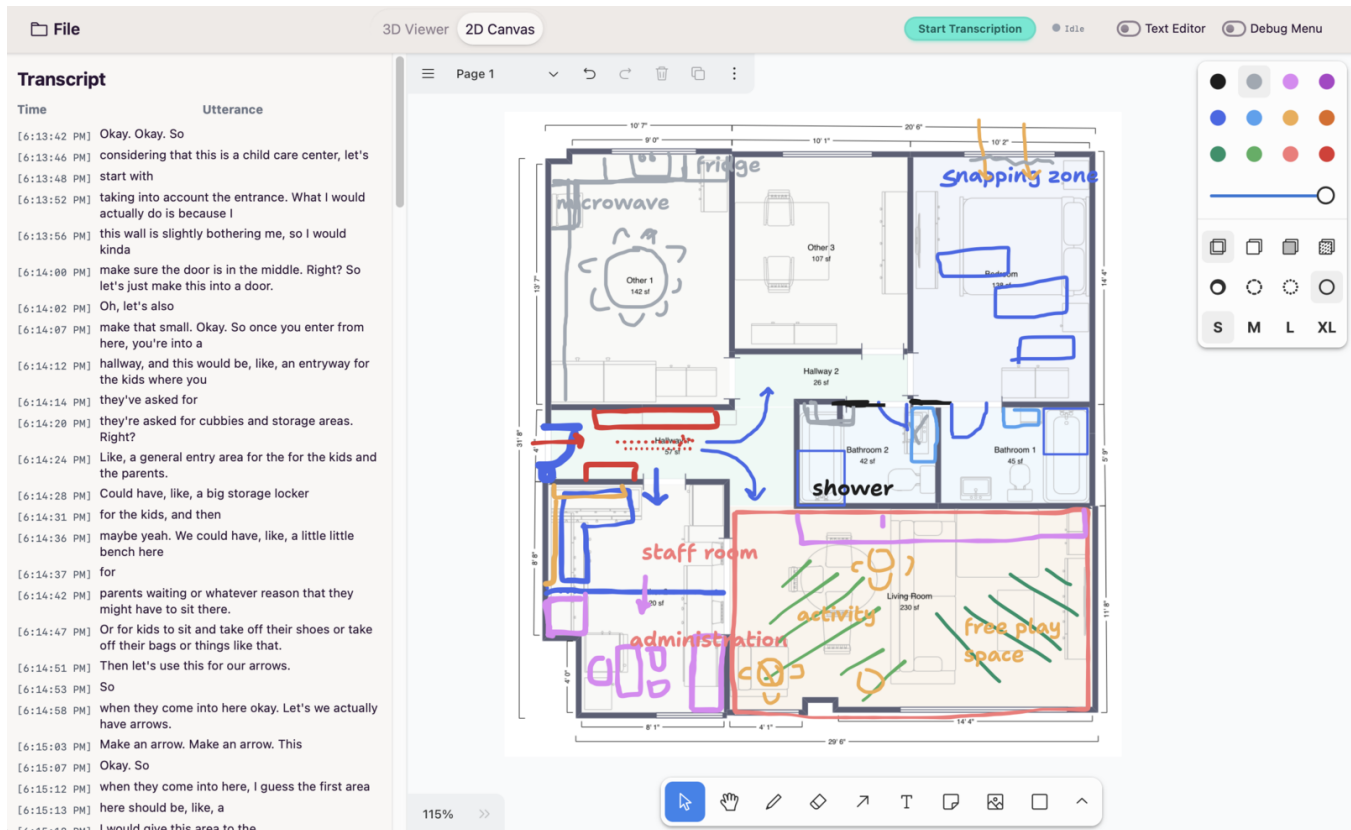 File
3D Viewer
2D Canvas
Start Transcription
Idle
Text Editor
Debug Menu
Transcript
Time Utterance
[6:13:42 PM] Okay. Okay. So
[6:13:46 PM] considering that this is a child care center, let's
[6:13:48 PM] start with
[6:13:52 PM] taking into account the entrance. What I would
actually do is because I
[6:13:56 PM] this wall is slightly bothering me, so I would
kinda
[6:14:00 PM] make sure the door is in the middle. Right? So
let's just make this into a door.
[6:14:02 PM] Oh, let's also
[6:14:07 PM] make that small. Okay. So once you enter from
here, you're into a
[6:14:12 PM] hallway, and this would be, like, an entryway for
the kids where you
[6:14:14 PM] they've asked for
[6:14:20 PM] they're asked for cubbies and storage areas.
Right?
[6:14:24 PM] Like, a general entry area for the for the kids and
the parents.
[6:14:28 PM] Could have, like, a big storage locker
[6:14:31 PM] for the kids, and then
[6:14:36 PM] maybe yeah. We could have, like, a little little
bench here
[6:14:37 PM] for
[6:14:42 PM] parents waiting or whatever reason that they
might have to sit there.
[6:14:47 PM] Or for kids to sit and take off their shoes or take
off their bags or things like that.
[6:14:51 PM] Then let's use this for our arrows.
[6:14:53 PM] So
[6:14:58 PM] when they come into here okay. Let's we actually
have arrows.
[6:15:03 PM] Make an arrow. Make an arrow. This
[6:15:07 PM] Okay. So
[6:15:12 PM] when they come into here, I guess the first area
[6:15:13 PM] here should be, like, a
I would give this area to the
Page 1
10' 7"
20' 6"
9' 0"
10' 1"
10' 2"
fridge
Snapping zone
microwave
Other 1
142 sf
Other 3
107 sf
Bedroom
13' 7"
14' 4"
Hallway 2
26 sf
31' 8"
4'
57 sf
Bathroom 2
42 sf
Bathroom 1
45 sf
5' 9"
shower
8' 8"
staff room
administration
Living Room
230 sf
activity
free play
space
11' 8"
4' 0"
8' 1"
4' 1"
14' 4"
29' 6"
S M L XL
115%
T